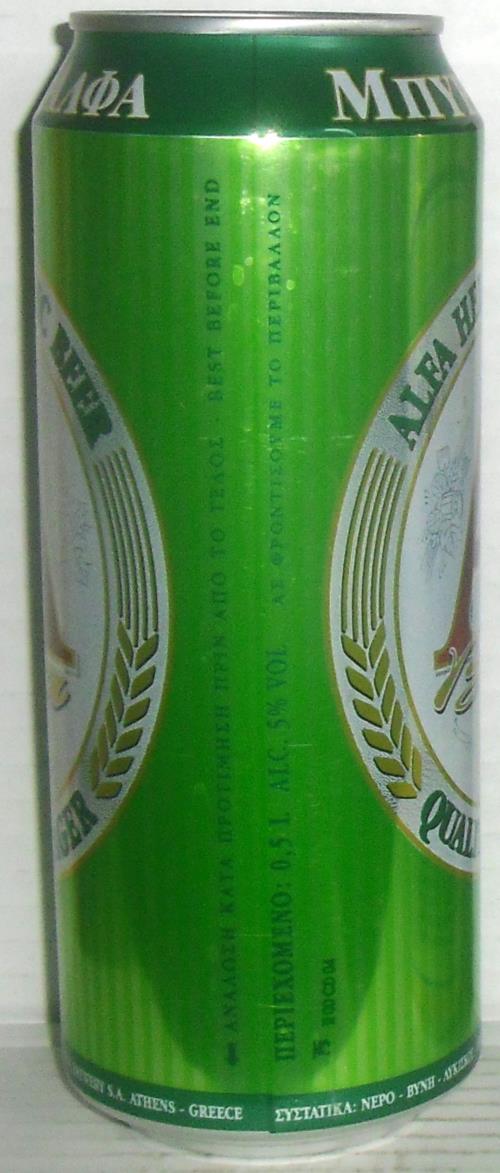 ΑΛΦΑ
ΜΠΥ
BEER
GER
ALFA HE
QUAL
← ΑΝΑΛΩΣΗ ΚΑΤΑ ΠΡΟΤΙΜΗΣΗ ΠΡΙΝ ΑΠΟ ΤΟ ΤΕΛΟΣ · BEST BEFORE END
ΠΕΡΙΕΧΟΜΕΝΟ: 0,5 L ALC. 5% VOL ΑΣ ΦΡΟΝΤΙΣΟΥΜΕ ΤΟ ΠΕΡΙΒΑΛΛΟΝ
S.A. ATHENS - GREECE
ΣΥΣΤΑΤΙΚΑ: ΝΕΡΟ - ΒΥΝΗ - ΛΥΚΙΣΚΟΣ